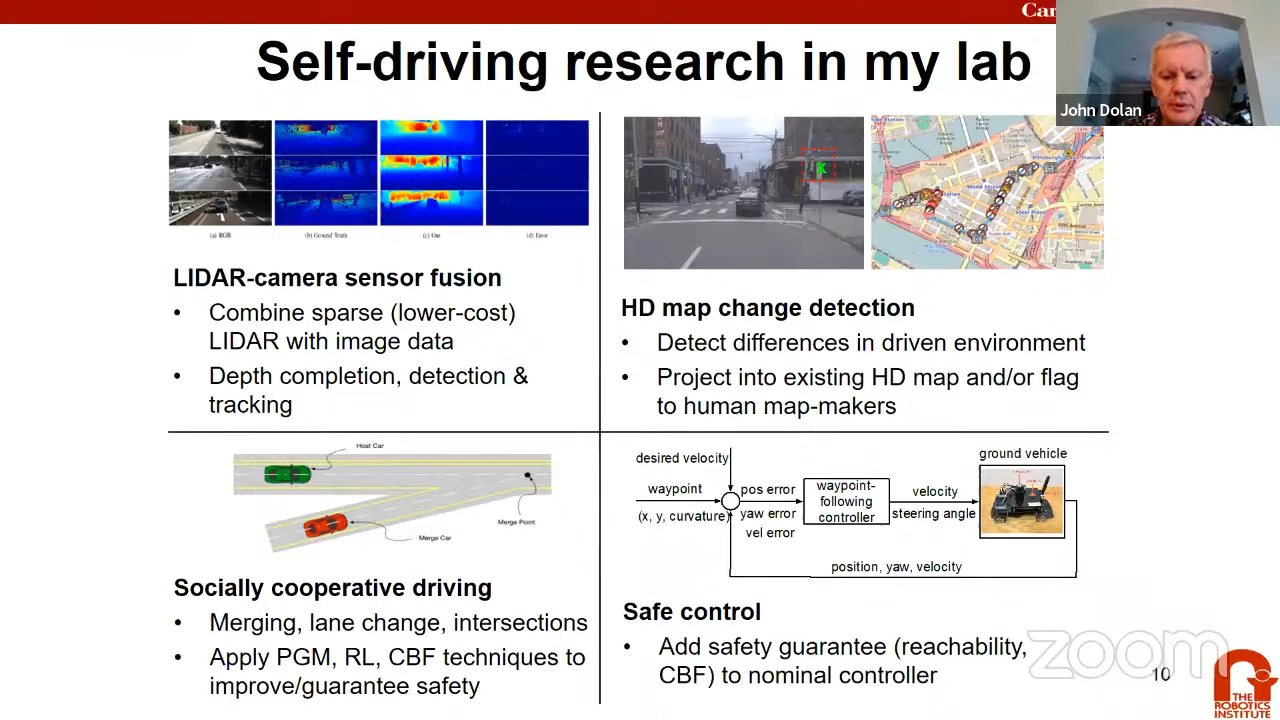 Car
Self-driving research in my lab
John Dolan
(a) RGB
(b) Ground Truth
(c) Our
(d) Error
LIDAR-camera sensor fusion
• Combine sparse (lower-cost)
LIDAR with image data
• Depth completion, detection &
tracking
HD map change detection
• Detect differences in driven environment
• Project into existing HD map and/or flag
to human map-makers
Host Car
Merge Point
Merge Car
Socially cooperative driving
• Merging, lane change, intersections
• Apply PGM, RL, CBF techniques to
improve/guarantee safety
desired velocity
waypoint
(x, y, curvature)
pos error
yaw error
vel error
waypoint-
following
controller
velocity
steering angle
ground vehicle
position, yaw, velocity
Safe control
• Add safety guarantee (reachability,
CBF) to nominal controller
zoom
10
THE
ROBOTICS
INSTITUTE